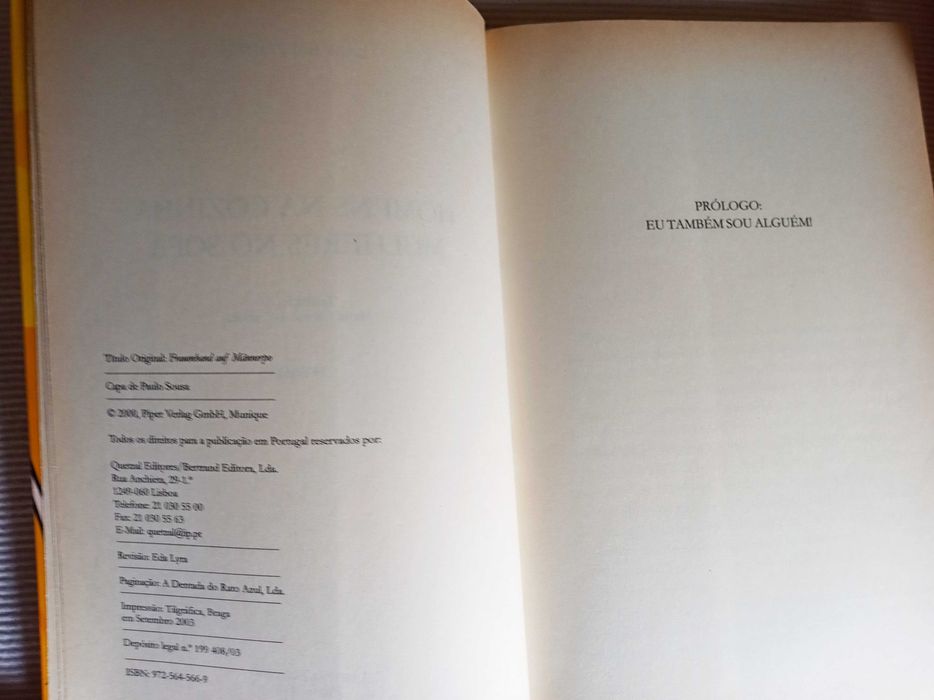 Título Original: Frauenhand auf Männerpo
Capa de Paulo Sousa
© 2000, Piper Verlag GmbH, Munique
Todos os direitos para a publicação em Portugal reservados por:
Quetzal Editores/Bertrand Editora, Lda.
Rua Anchieta, 29-1.º
1249-060 Lisboa
Telefone: 21 030 55 00
Fax: 21 030 55 63
E-Mail: quetzal@ip.pt
Revisão: Eda Lyra
Paginação: A Dentada do Rato Azul, Lda.
Impressão: Tilgráfica, Braga
em Setembro 2003
Depósito legal n.º 199 408/03
ISBN: 972-564-566-9
PRÓLOGO:
EU TAMBÉM SOU ALGUÉM!